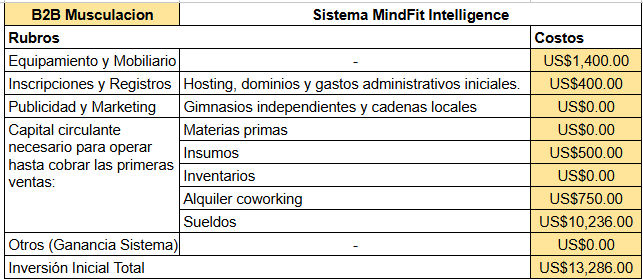 B2B Musculacion Sistema MindFit Intelligence
Rubros Costos
Equipamiento y Mobiliario - US$1,400.00
Inscripciones y Registros Hosting, dominios y gastos administrativos iniciales. US$400.00
Publicidad y Marketing Gimnasios independientes y cadenas locales US$0.00
Capital circulante
necesario para operar
hasta cobrar las primeras
ventas:
Materias primas US$0.00
Insumos US$500.00
Inventarios US$0.00
Alquiler coworking US$750.00
Sueldos US$10,236.00
Otros (Ganancia Sistema) - US$0.00
Inversión Inicial Total US$13,286.00